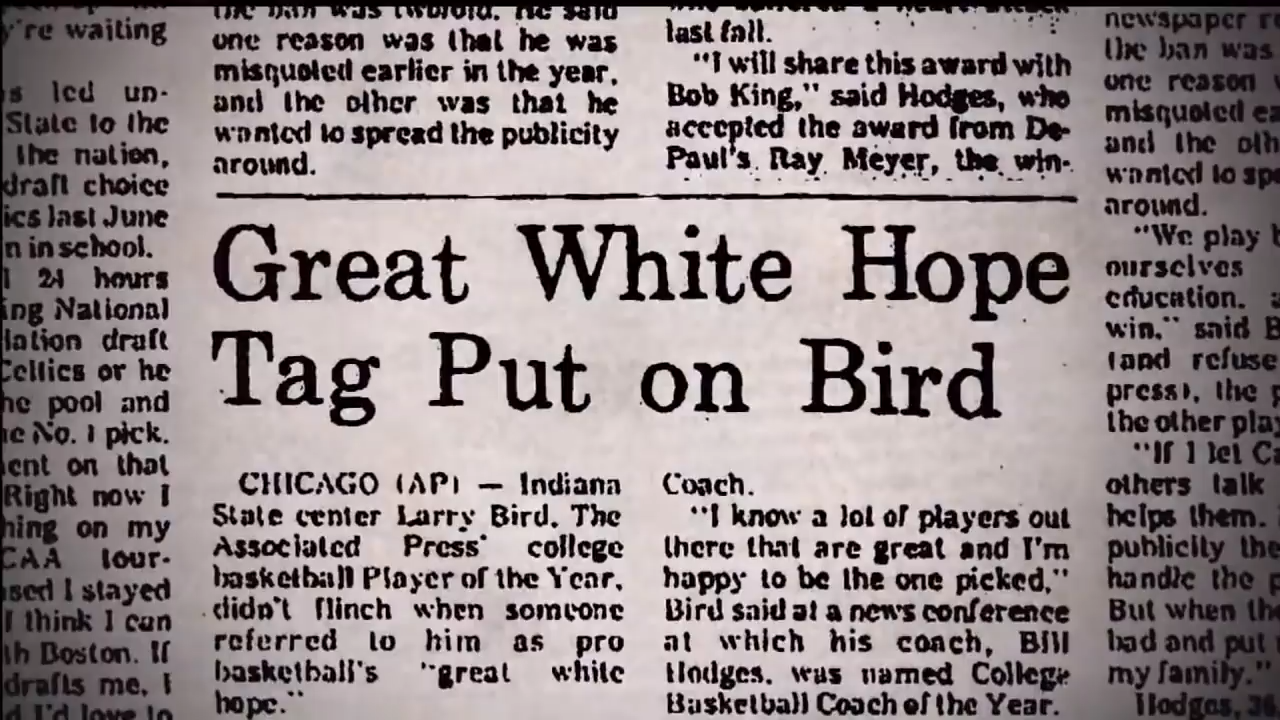 're waiting
s led un-
State to the
the nation,
draft choice
ics last June
n in school.
24 hours
ing National
lation draft
Celtics or he
he pool and
he No. 1 pick.
ent on that
Right now I
hing on my
CAA tour-
sed I stayed
I think I can
th Boston. If
drafts me, I
d I'd love to
the ban was twofold. He said
one reason was that he was
misquoted earlier in the year,
and the other was that he
wanted to spread the publicity
around.
last fall.
"I will share this award with
Bob King," said Hodges, who
accepted the award from De-
Paul's Ray Meyer, the win-
Great White Hope
Tag Put on Bird
CHICAGO (AP) — Indiana
State center Larry Bird, The
Associated Press' college
basketball Player of the Year,
didn't flinch when someone
referred to him as pro
basketball's "great white
hope."
Coach.
"I know a lot of players out
there that are great and I'm
happy to be the one picked,"
Bird said at a news conference
at which his coach, Bill
Hodges, was named College
Basketball Coach of the Year.
newspaper r
the ban was
one reason
misquoted ea
and the oth
wanted to spe
around.
"We play b
ourselves
education, a
win," said B
(and refuse
press), the p
the other play
"If I let Ca
others talk
helps them.
publicity the
handle the p
But when th
bad and put
my family."
Hodges, 36